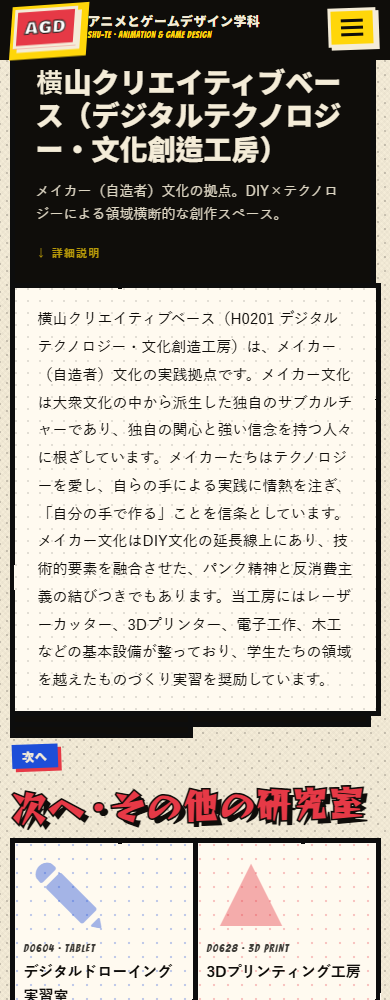 AGD
アニメとゲームデザイン学科
SHU-TE・ANIMATION & GAME DESIGN
横山クリエイティブベー
ス（デジタルテクノロジ
ー・文化創造工房）
メイカー（自造者）文化の拠点。DIY×テクノロ
ジーによる領域横断的な創作スペース。
↓ 詳細説明
横山クリエイティブベース（H0201 デジタル
テクノロジー・文化創造工房）は、メイカー
（自造者）文化の実践拠点です。メイカー文化
は大衆文化の中から派生した独自のサブカルチ
ャーであり、独自の関心と強い信念を持つ人々
に根ざしています。メイカーたちはテクノロジ
ーを愛し、自らの手による実践に情熱を注ぎ、
「自分の手で作る」ことを信条としています。
メイカー文化はDIY文化の延長線上にあり、技
術的要素を融合させた、パンク精神と反消費主
義の結びつきでもあります。当工房にはレーザ
ーカッター、3Dプリンター、電子工作、木工
などの基本設備が整っており、学生たちの領域
を越えたものづくり実習を奨励しています。
次へ
次へ・その他の研究室
D0604・TABLET
デジタルドローイング
実習室
D0628・3D PRINT
3Dプリンティング工房